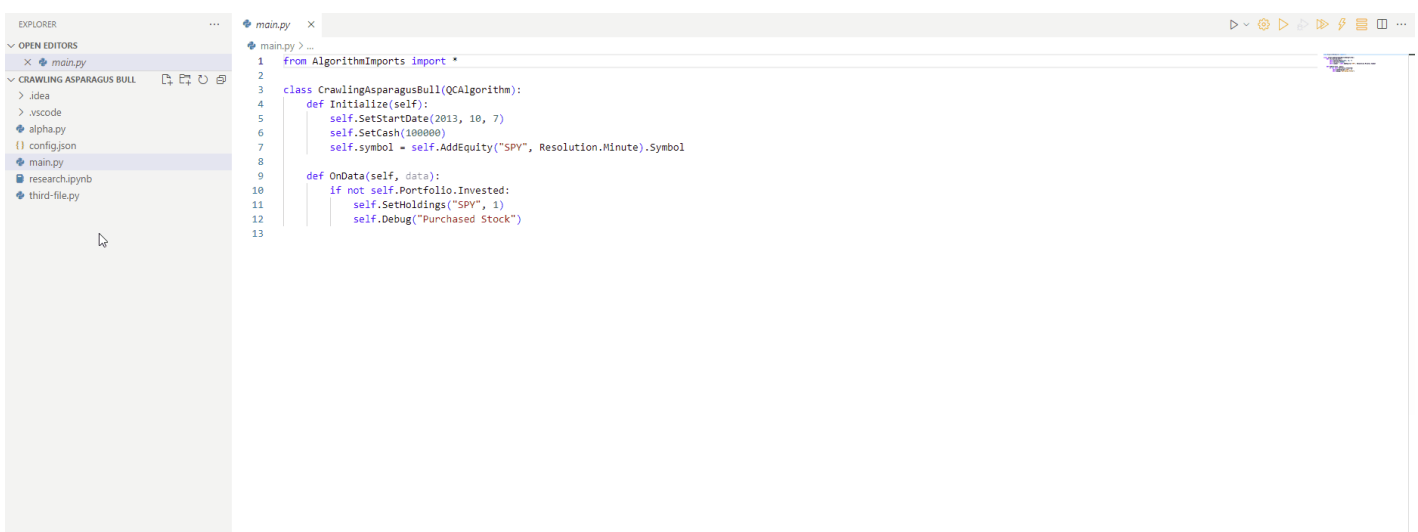 EXPLORER
OPEN EDITORS
main.py
CRAWLING ASPARAGUS BULL
.idea
.vscode
alpha.py
{} config.json
main.py
research.ipynb
third-file.py
main.py
main.py > ...
1 from AlgorithmImports import *
2
3 class CrawlingAsparagusBull(QCAlgorithm):
4     def Initialize(self):
5         self.SetStartDate(2013, 10, 7)
6         self.SetCash(100000)
7         self.symbol = self.AddEquity("SPY", Resolution.Minute).Symbol
8
9     def OnData(self, data):
10         if not self.Portfolio.Invested:
11             self.SetHoldings("SPY", 1)
12             self.Debug("Purchased Stock")
13